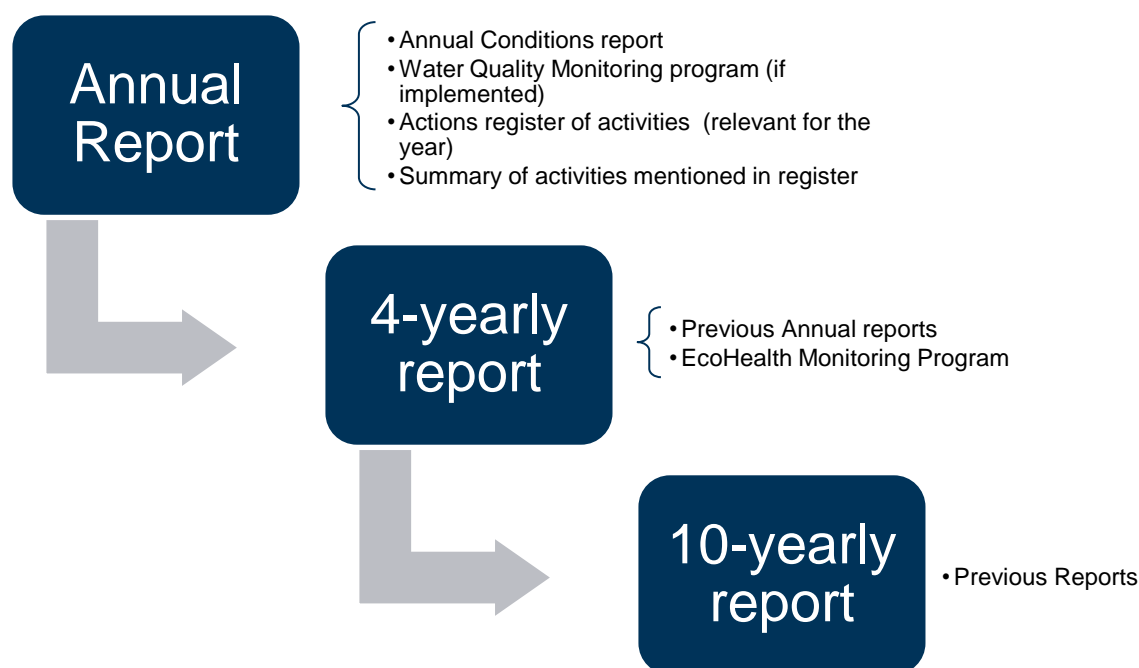 Annual
Report
•Annual Conditions report
•Water Quality Monitoring program (if
implemented)
•Actions register of activities  (relevant for the
year)
•Summary of activities mentioned in register
4-yearly
report
•Previous Annual reports
•EcoHealth Monitoring Program
10-yearly
report
•Previous Reports